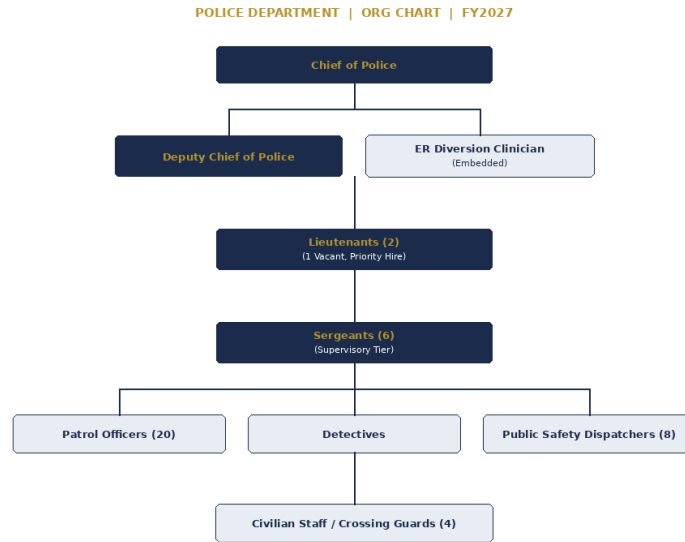 POLICE DEPARTMENT | ORG CHART | FY2027
Chief of Police
Deputy Chief of Police
ER Diversion Clinician
(Embedded)
Lieutenants (2)
(1 Vacant, Priority Hire)
Sergeants (6)
(Supervisory Tier)
Patrol Officers (20)
Detectives
Public Safety Dispatchers (8)
Civilian Staff / Crossing Guards (4)